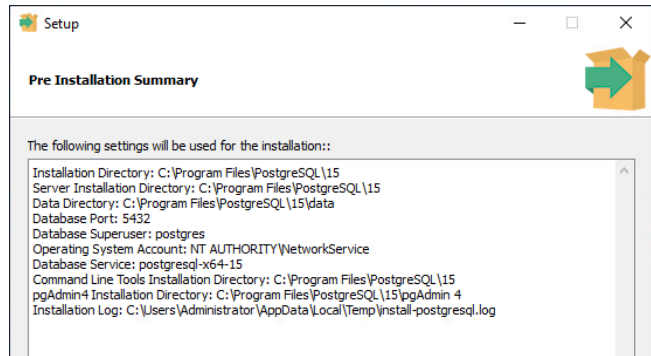 Setup
Pre Installation Summary
The following settings will be used for the installation::
Installation Directory: C:\Program Files\PostgreSQL\15
Server Installation Directory: C:\Program Files\PostgreSQL\15
Data Directory: C:\Program Files\PostgreSQL\15\data
Database Port: 5432
Database Superuser: postgres
Operating System Account: NT AUTHORITY\NetworkService
Database Service: postgresql-x64-15
Command Line Tools Installation Directory: C:\Program Files\PostgreSQL\15
pgAdmin4 Installation Directory: C:\Program Files\PostgreSQL\15\pgAdmin 4
Installation Log: C:\Users\Administrator\AppData\Local\Temp\install-postgresql.log